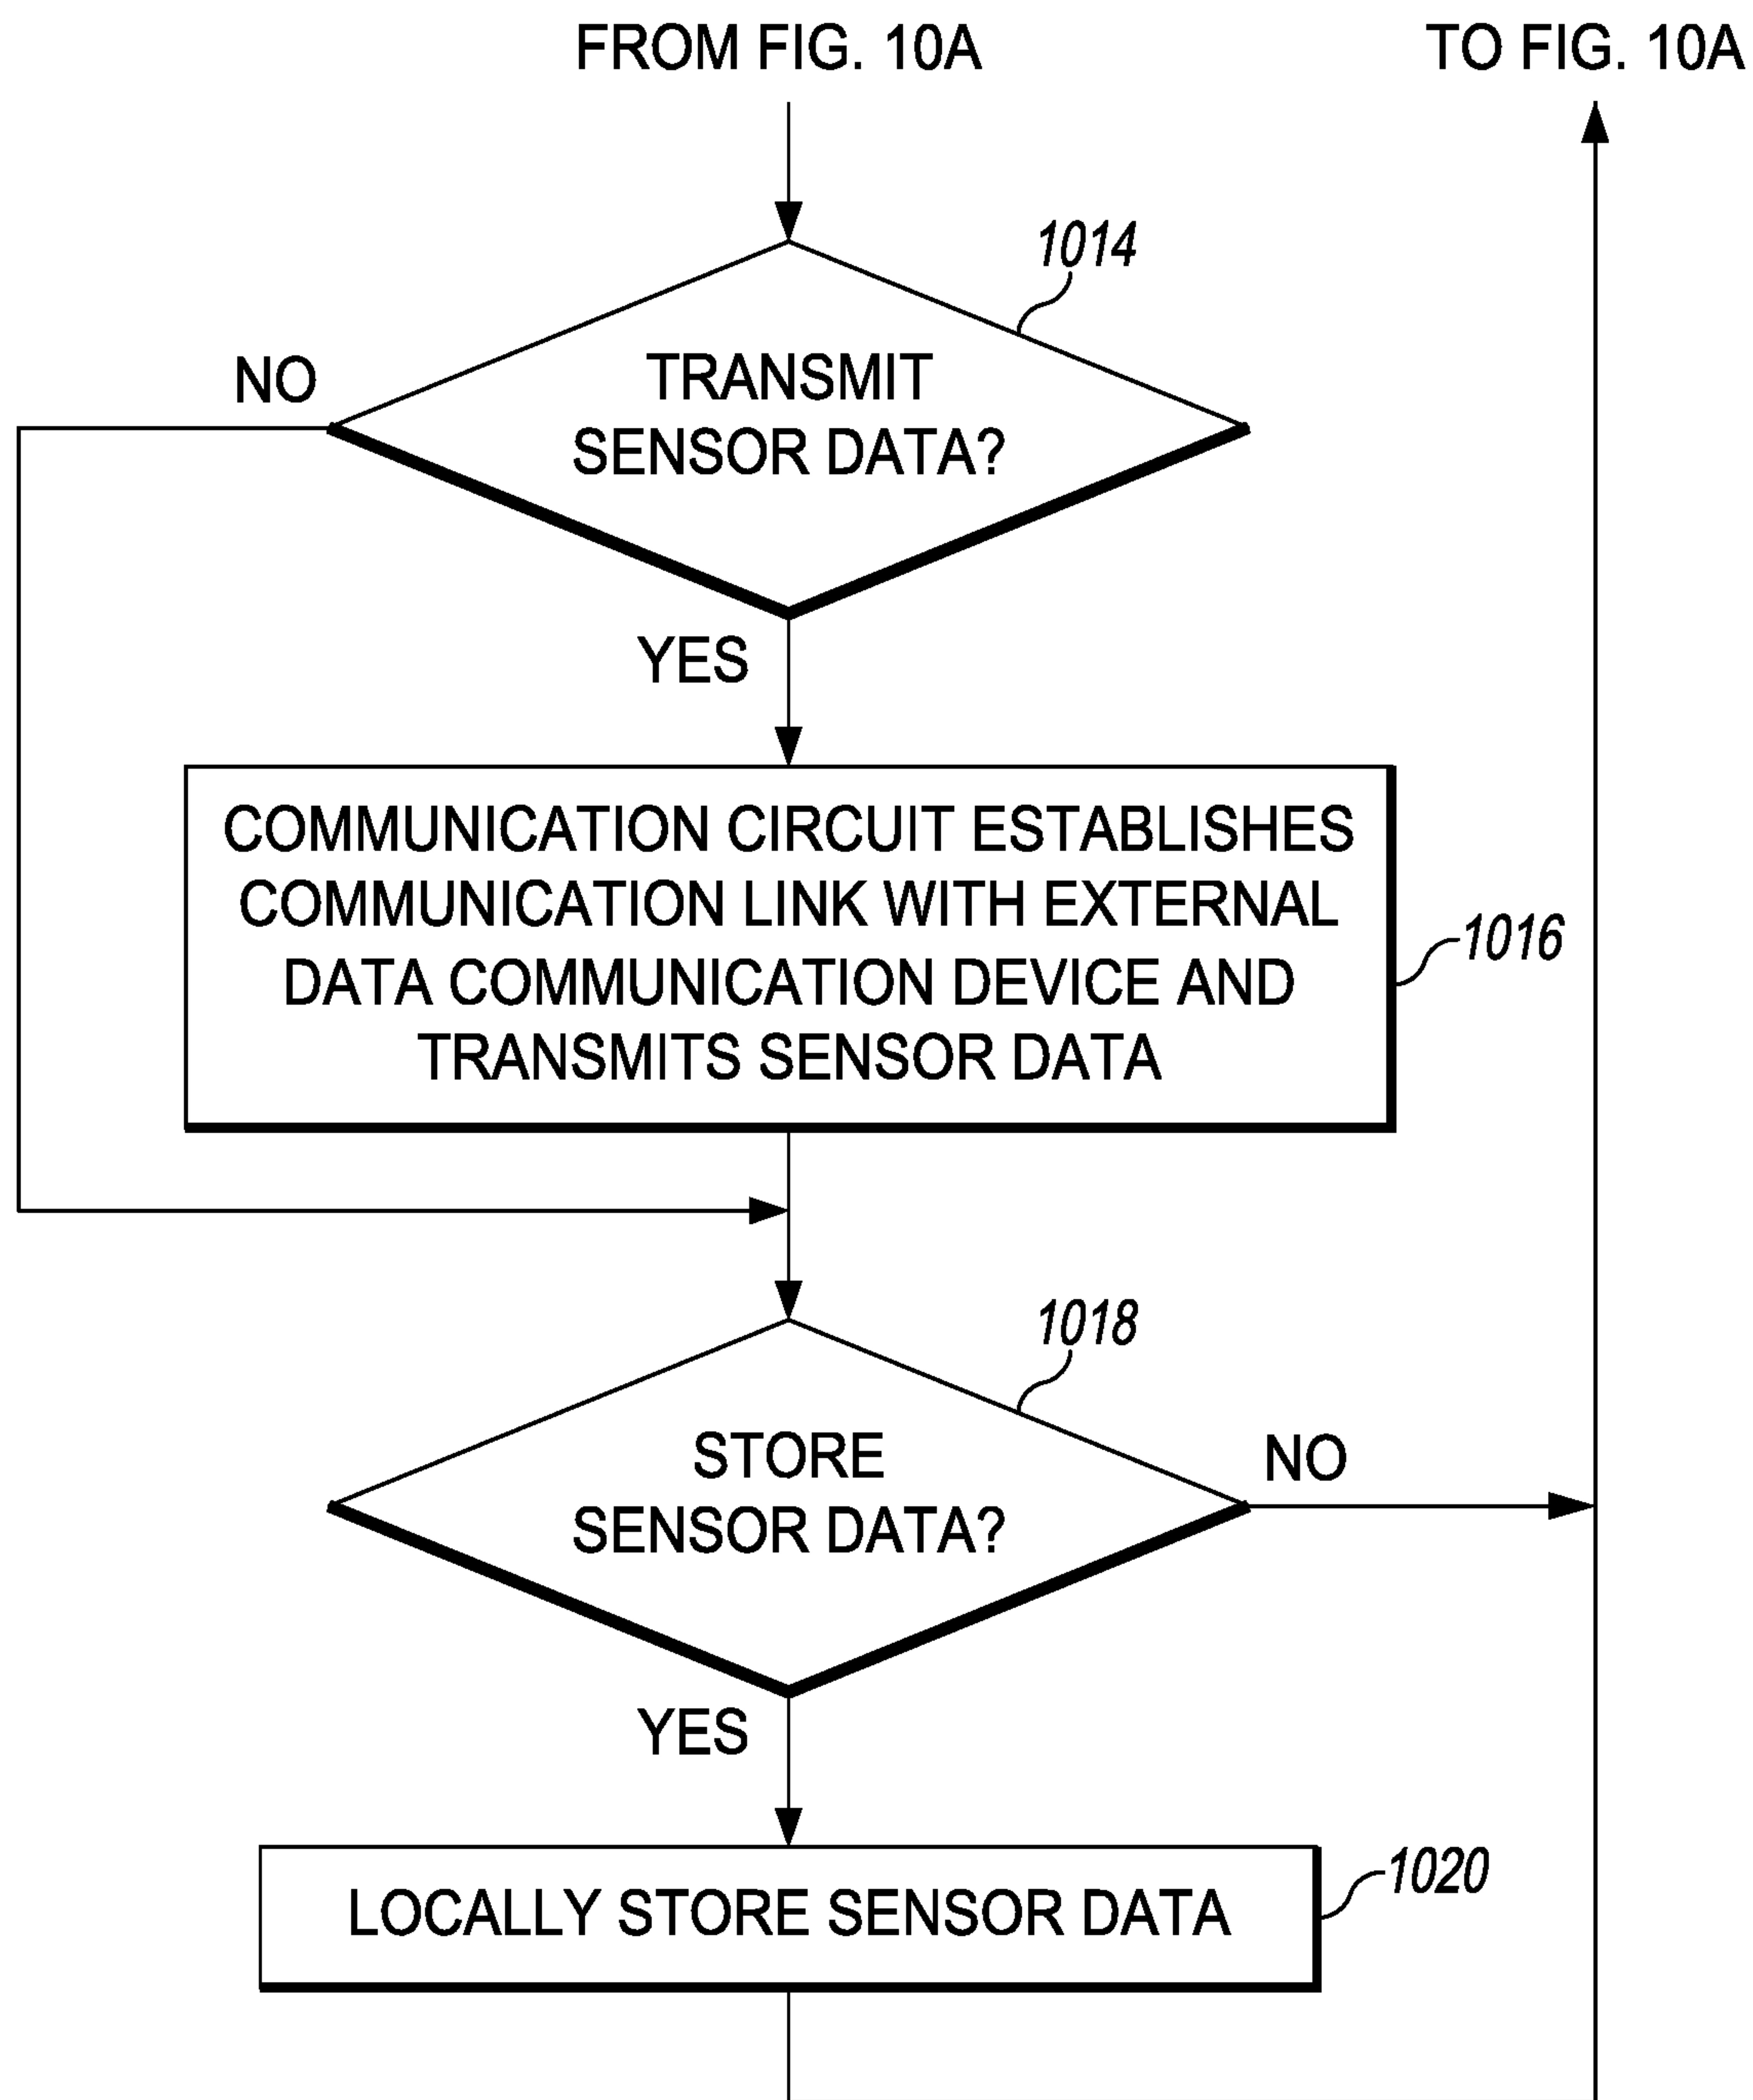 FROM FIG. 10A
TO FIG. 10A
1014
NO
TRANSMIT
SENSOR DATA?
YES
COMMUNICATION CIRCUIT ESTABLISHES
COMMUNICATION LINK WITH EXTERNAL
DATA COMMUNICATION DEVICE AND
TRANSMITS SENSOR DATA
1016
1018
STORE
SENSOR DATA?
NO
YES
LOCALLY STORE SENSOR DATA
1020